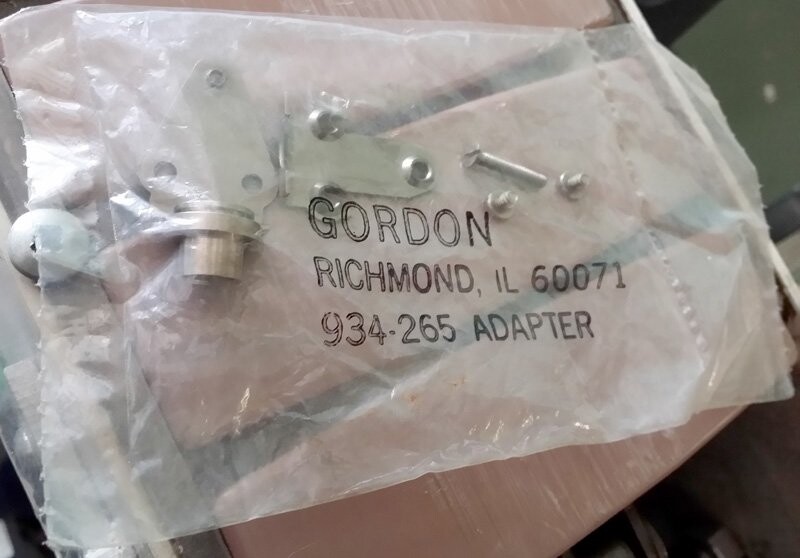 GORDON
RICHMOND, IL 60071
934-265 ADAPTER